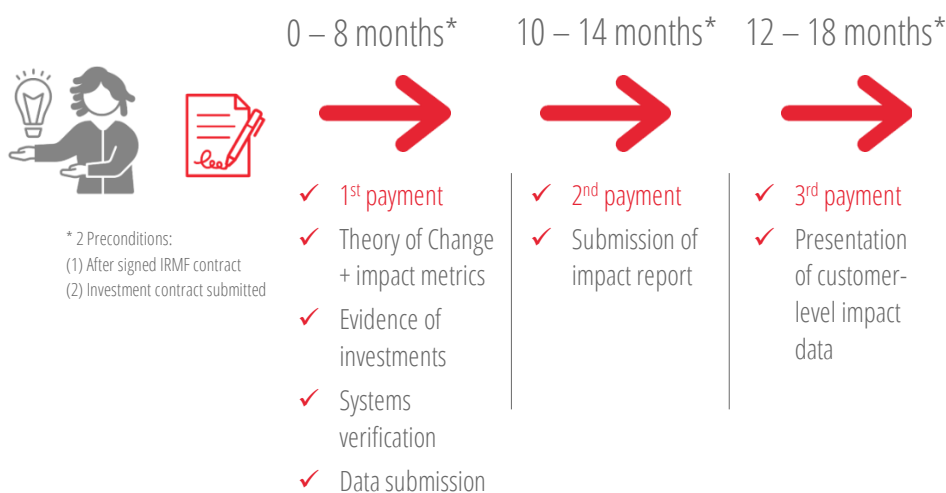 0 – 8 months*
10 – 14 months*
12 – 18 months*
* 2 Preconditions:
(1) After signed IRMF contract
(2) Investment contract submitted
1st payment
Theory of Change
+ impact metrics
Evidence of
investments
Systems
verification
Data submission
2nd payment
Submission of
impact report
3rd payment
Presentation
of customer-
level impact
data